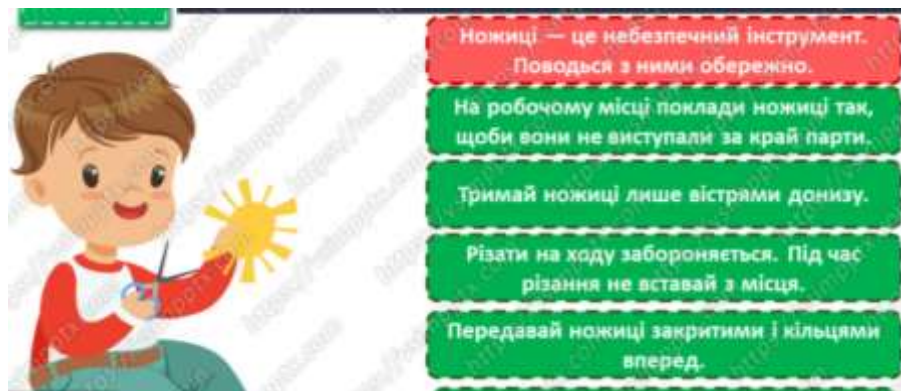 Ножиці — це небезпечний інструмент.
Поводься з ними обережно.
На робочому місці поклади ножиці так,
щоби вони не виступали за край парти.
Тримай ножиці лише вістрями донизу.
Різати на ходу забороняється. Під час
різання не вставай з місця.
Передавай ножиці закритими і кільцями
вперед.